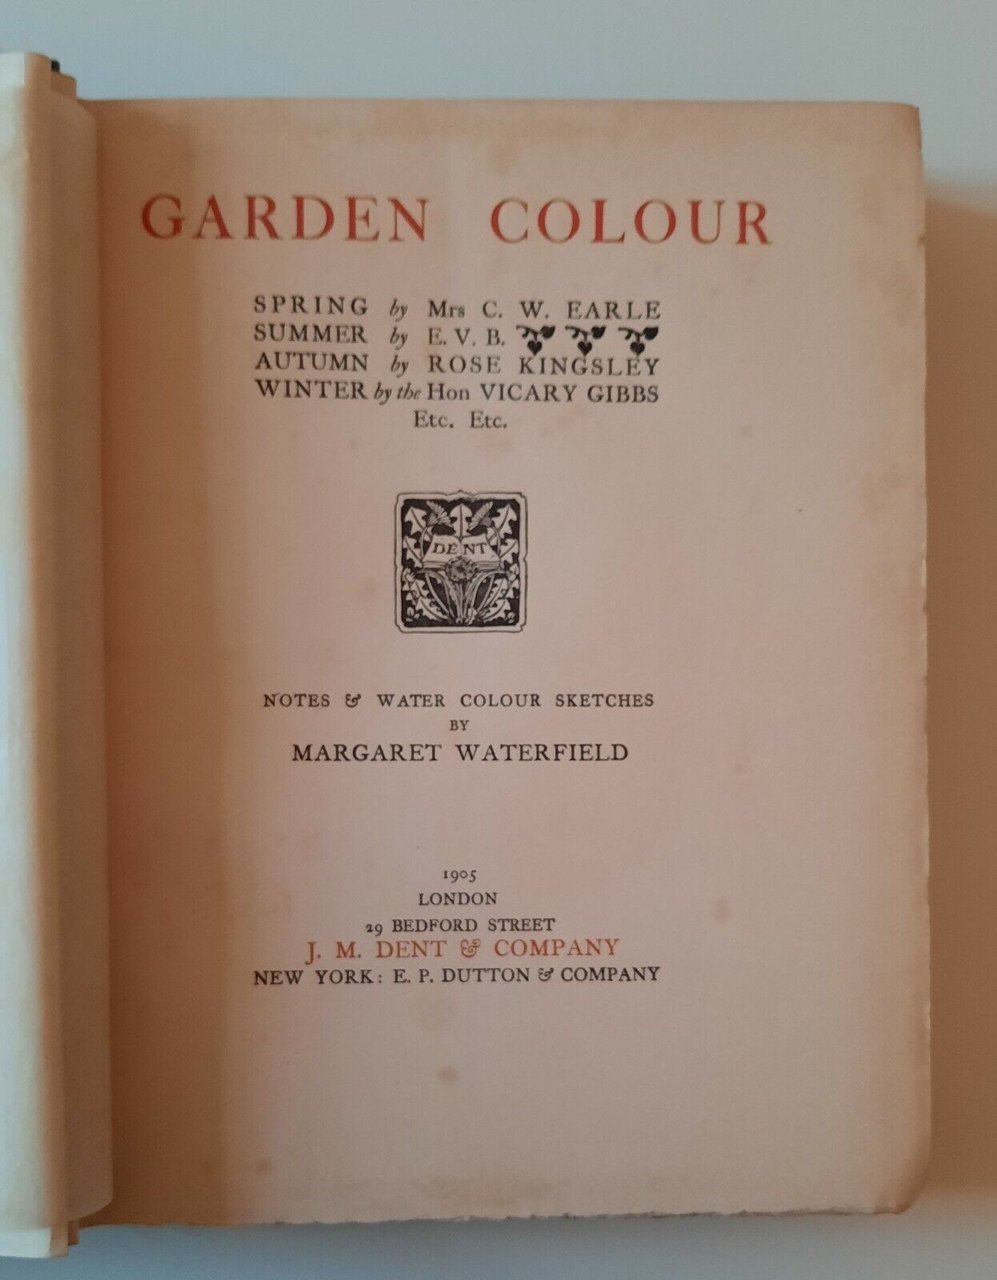 GARDEN COLOUR
SPRING by Mrs C. W. EARLE
SUMMER by E. V. B.
AUTUMN by ROSE KINGSLEY
WINTER by the Hon VICARY GIBBS
Etc. Etc.
DENT
NOTES & WATER COLOUR SKETCHES
BY
MARGARET WATERFIELD
1905
LONDON
29 BEDFORD STREET
J. M. DENT & COMPANY
NEW YORK: E. P. DUTTON & COMPANY